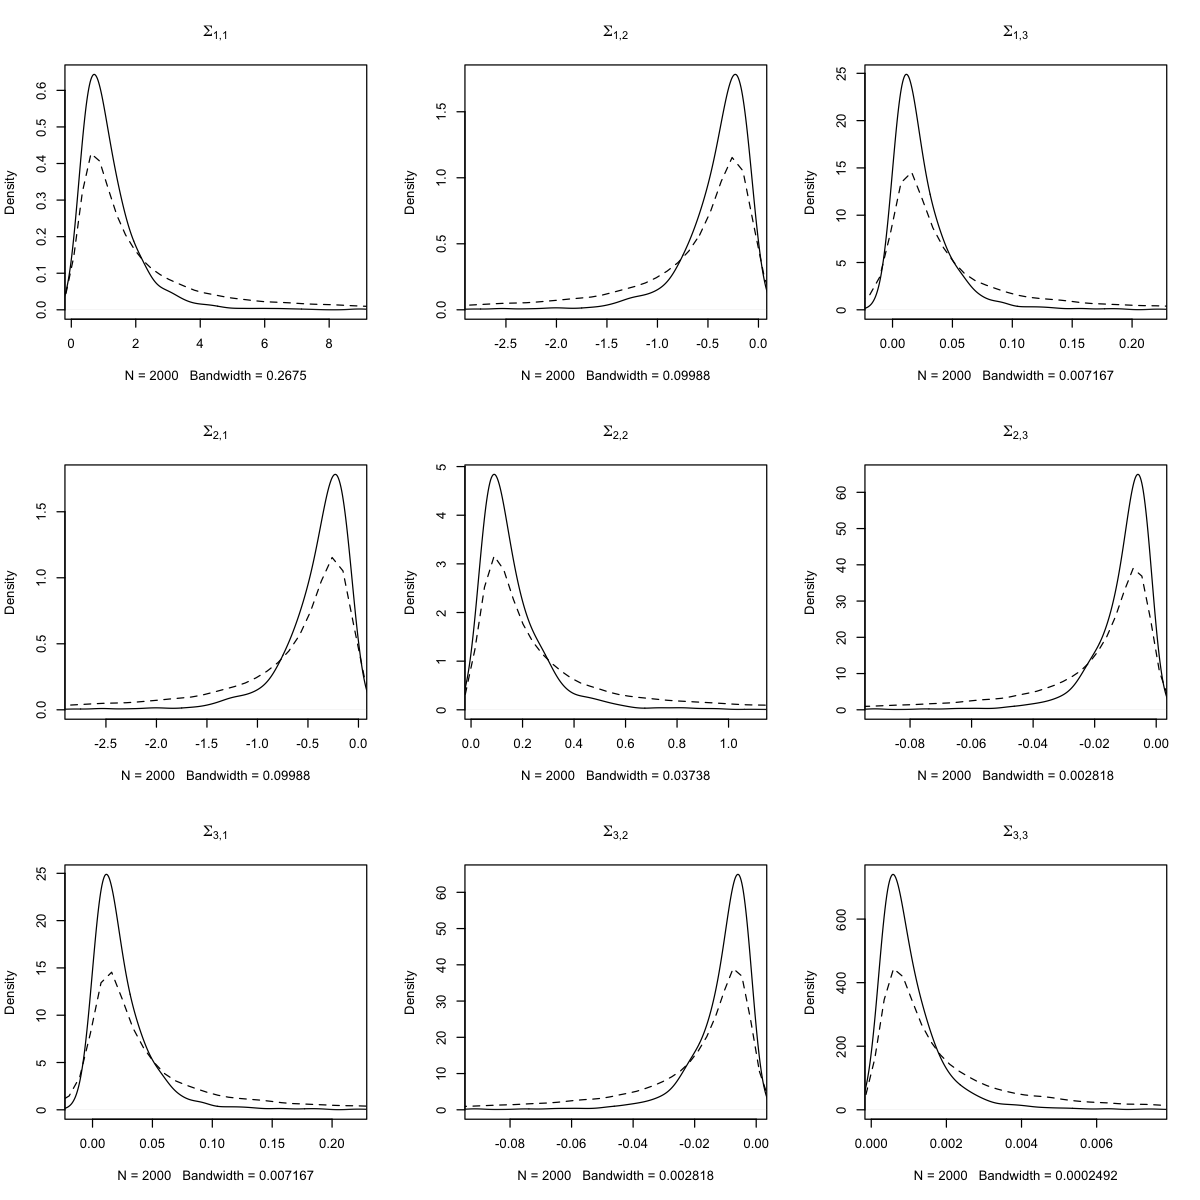 Σ1,1 Σ1,2 Σ1,3
Density 0.0 0.1 0.2 0.3 0.4 0.5 0.6
0 2 4 6 8
N = 2000 Bandwidth = 0.2675
Density 0.0 0.5 1.0 1.5
-2.5 -2.0 -1.5 -1.0 -0.5 0.0
N = 2000 Bandwidth = 0.09988
Density 0 5 10 15 20 25
0.00 0.05 0.10 0.15 0.20
N = 2000 Bandwidth = 0.007167
Σ2,1 Σ2,2 Σ2,3
Density 0.0 0.5 1.0 1.5
-2.5 -2.0 -1.5 -1.0 -0.5 0.0
N = 2000 Bandwidth = 0.09988
Density 0 1 2 3 4 5
0.0 0.2 0.4 0.6 0.8 1.0
N = 2000 Bandwidth = 0.03738
Density 0 10 20 30 40 50 60
-0.08 -0.06 -0.04 -0.02 0.00
N = 2000 Bandwidth = 0.002818
Σ3,1 Σ3,2 Σ3,3
Density 0 5 10 15 20 25
0.00 0.05 0.10 0.15 0.20
N = 2000 Bandwidth = 0.007167
Density 0 10 20 30 40 50 60
-0.08 -0.06 -0.04 -0.02 0.00
N = 2000 Bandwidth = 0.002818
Density 0 200 400 600
0.000 0.002 0.004 0.006
N = 2000 Bandwidth = 0.0002492